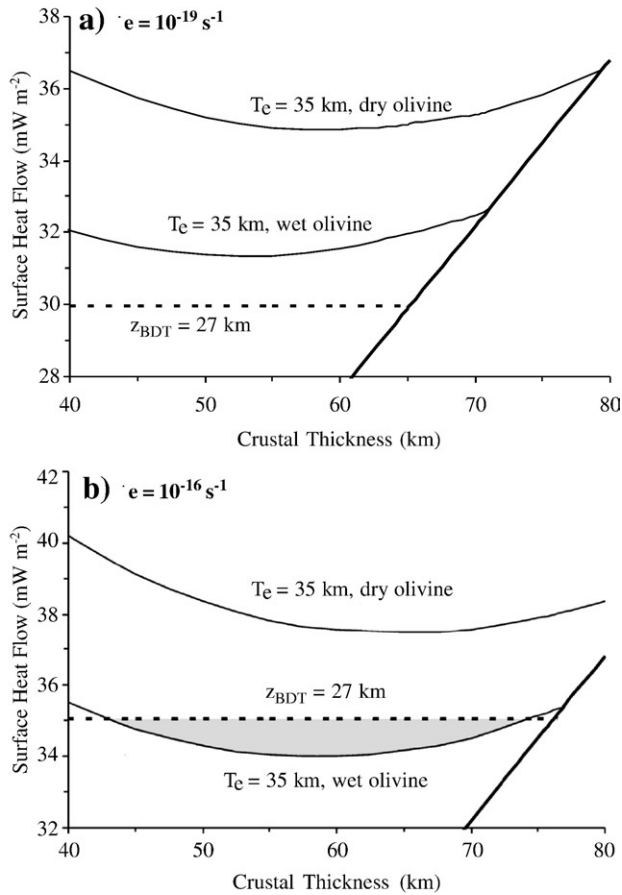 a) ˙e = 10⁻¹⁹ s⁻¹
36
34
32
30
28
Surface Heat Flow (mW m⁻²)
Tₑ = 35 km, dry olivine
Tₑ = 35 km, wet olivine
z_BDT = 27 km
40 50 60 70 80
Crustal Thickness (km)
b) ˙e = 10⁻¹⁶ s⁻¹
42
40
38
36
34
32
Surface Heat Flow (mW m⁻²)
Tₑ = 35 km, dry olivine
z_BDT = 27 km
Tₑ = 35 km, wet olivine
40 50 60 70 80
Crustal Thickness (km)